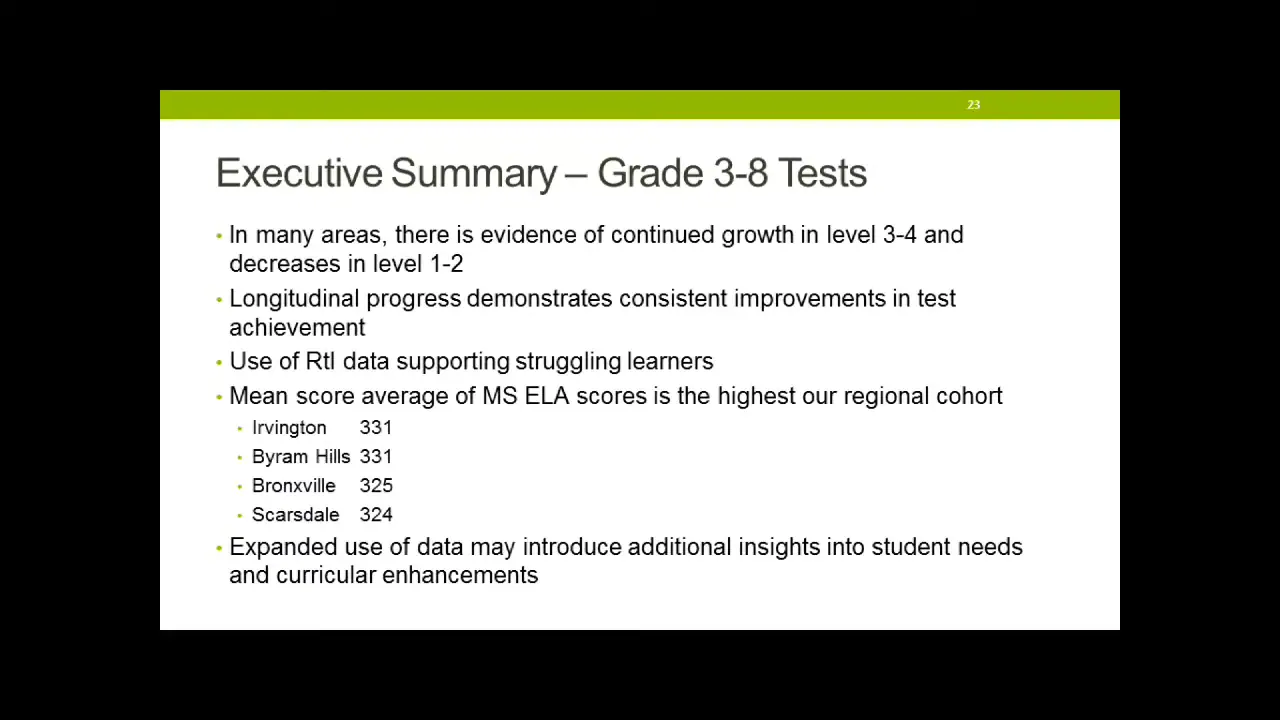 23
Executive Summary – Grade 3-8 Tests
• In many areas, there is evidence of continued growth in level 3-4 and
decreases in level 1-2
• Longitudinal progress demonstrates consistent improvements in test
achievement
• Use of RtI data supporting struggling learners
• Mean score average of MS ELA scores is the highest our regional cohort
• Irvington 331
• Byram Hills 331
• Bronxville 325
• Scarsdale 324
• Expanded use of data may introduce additional insights into student needs
and curricular enhancements